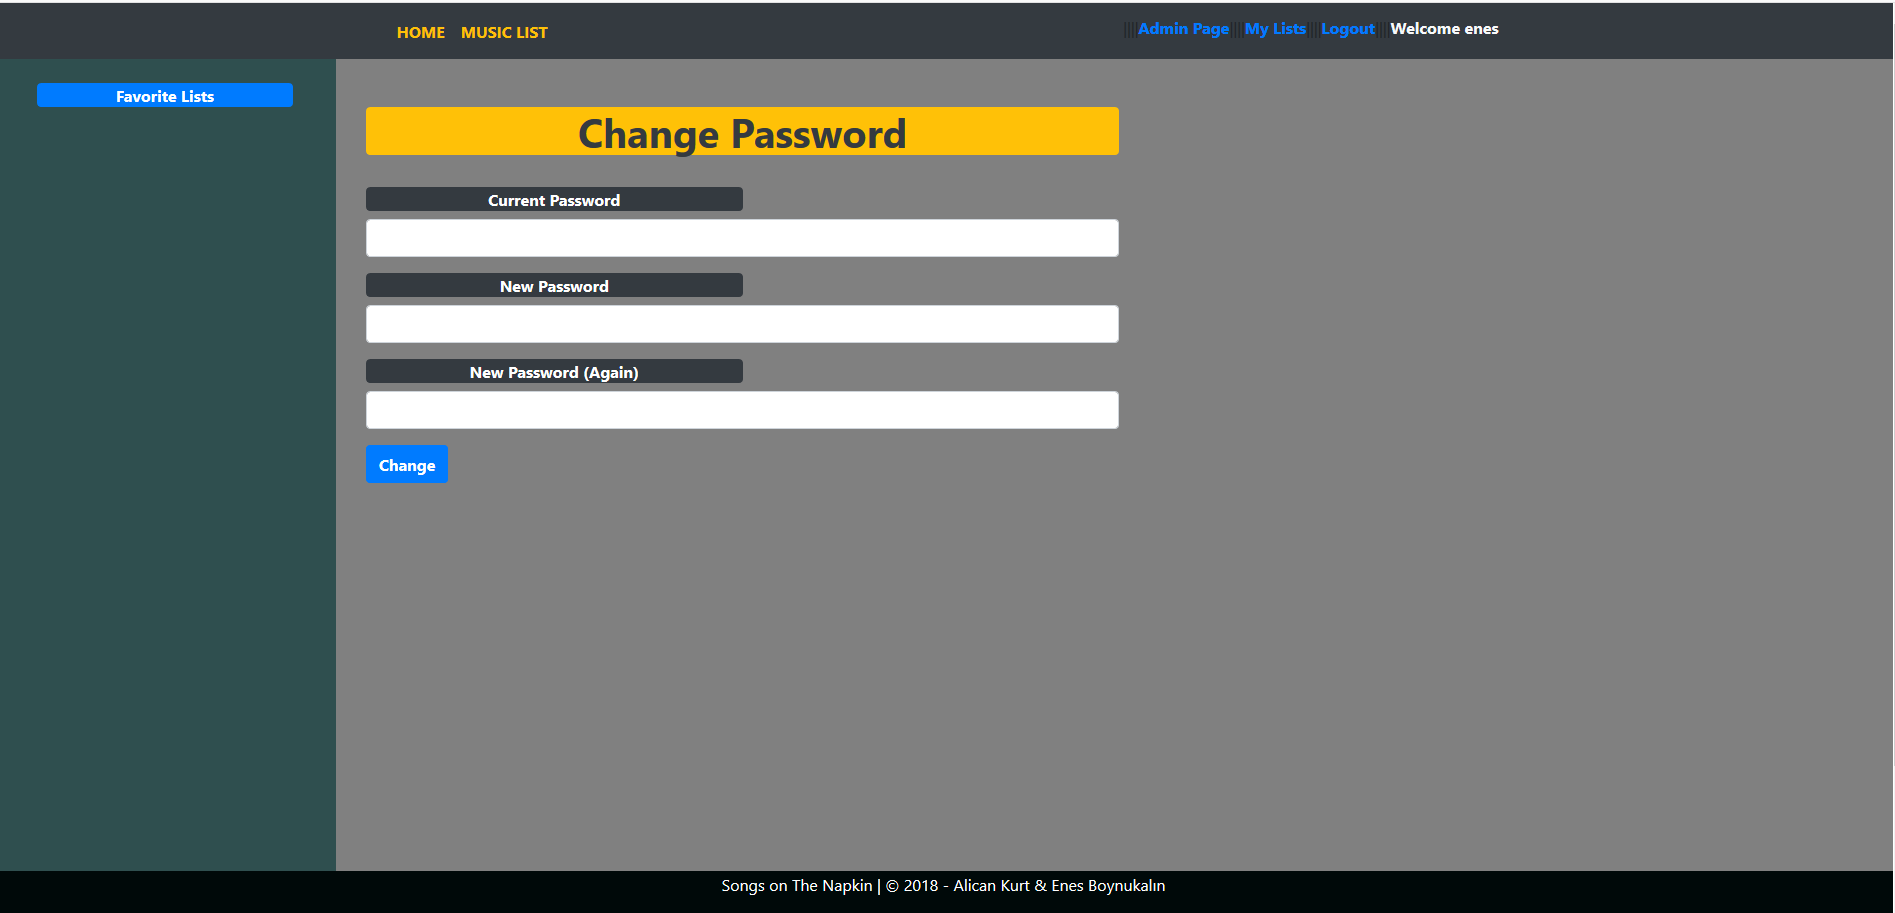 HOME MUSIC LIST ||||Admin Page||||My Lists||||Logout||||Welcome enes
Favorite Lists
Change Password
Current Password
New Password
New Password (Again)
Change
Songs on The Napkin | © 2018 - Alican Kurt & Enes Boynukalın